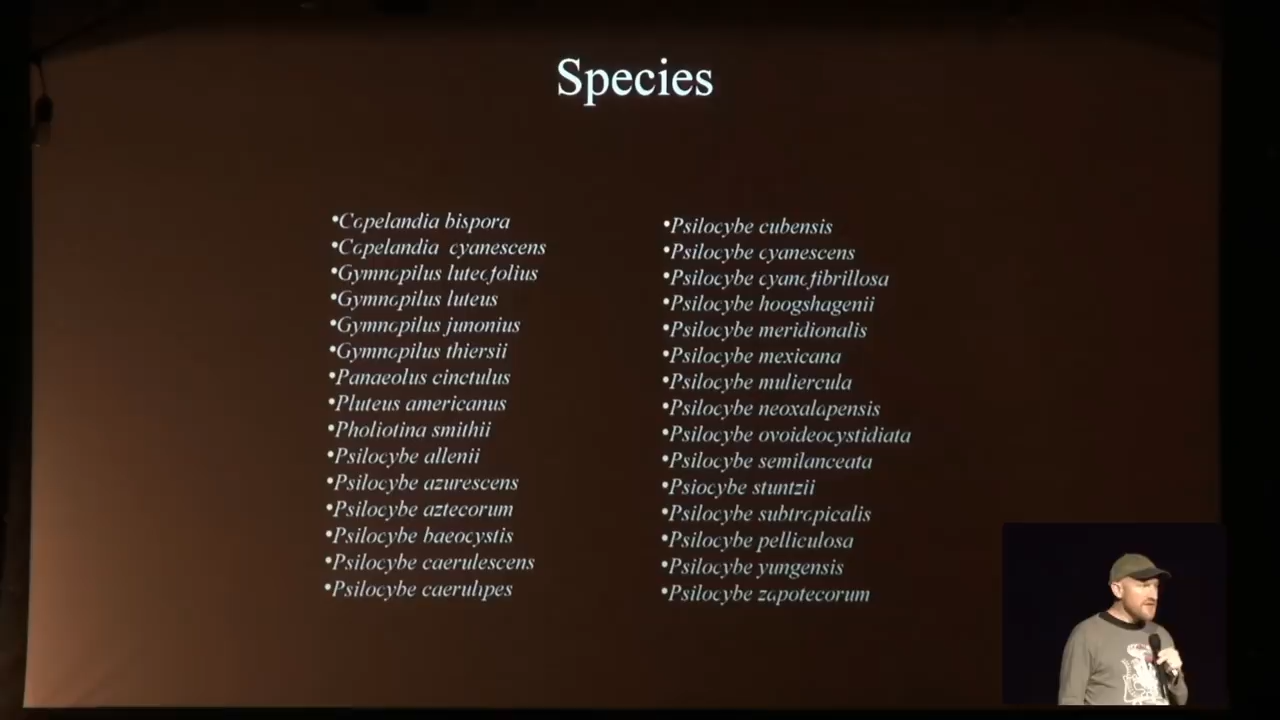 Species
•Copelandia bispora
•Copelandia cyanescens
•Gymnopilus luteofolius
•Gymnopilus luteus
•Gymnopilus junonius
•Gymnopilus thiersii
•Panaeolus cinctulus
•Pluteus americanus
•Pholiotina smithii
•Psilocybe allenii
•Psilocybe azurescens
•Psilocybe aztecorum
•Psilocybe baeocystis
•Psilocybe caerulescens
•Psilocybe caerulipes
•Psilocybe cubensis
•Psilocybe cyanescens
•Psilocybe cyanofibrillosa
•Psilocybe hoogshagenii
•Psilocybe meridionalis
•Psilocybe mexicana
•Psilocybe muliercula
•Psilocybe neoxalapensis
•Psilocybe ovoideocystidiata
•Psilocybe semilanceata
•Psiocybe stuntzii
•Psilocybe subtropicalis
•Psilocybe pelliculosa
•Psilocybe yungensis
•Psilocybe zapotecorum